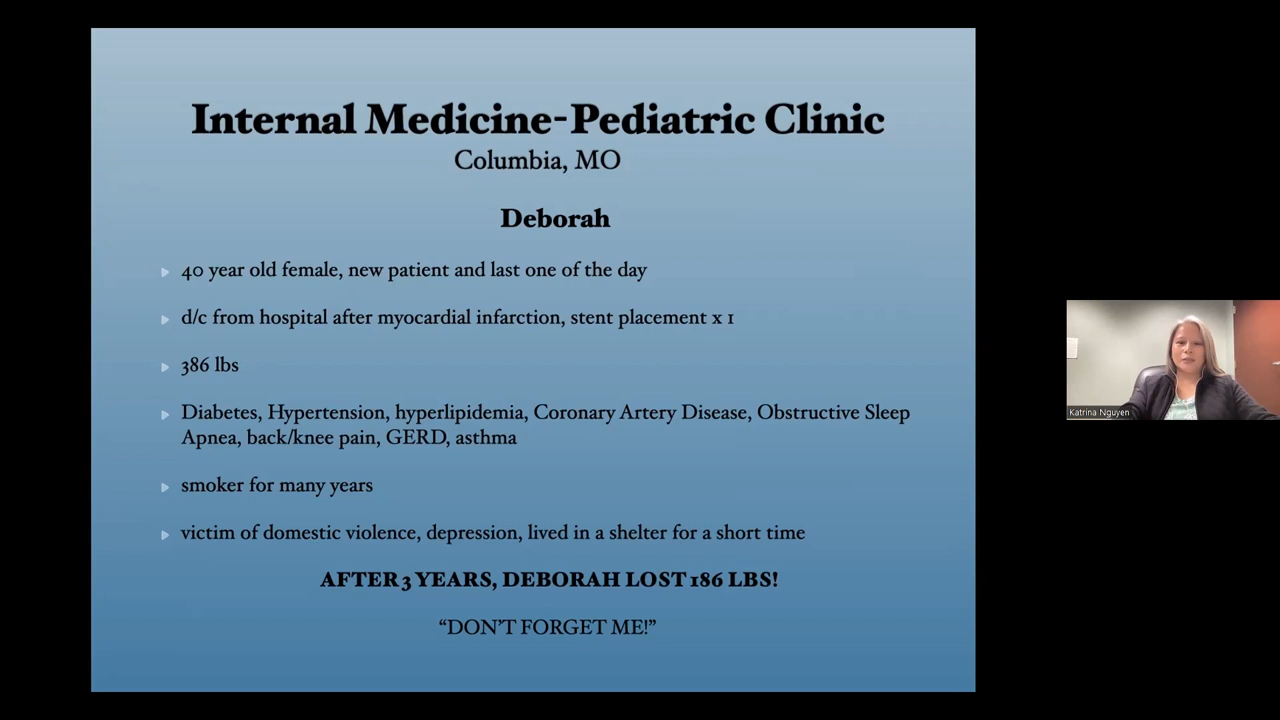 Internal Medicine-Pediatric Clinic
Columbia, MO
Deborah
40 year old female, new patient and last one of the day
d/c from hospital after myocardial infarction, stent placement x 1
386 lbs
Diabetes, Hypertension, hyperlipidemia, Coronary Artery Disease, Obstructive Sleep
Apnea, back/knee pain, GERD, asthma
smoker for many years
victim of domestic violence, depression, lived in a shelter for a short time
AFTER 3 YEARS, DEBORAH LOST 186 LBS!
“DON’T FORGET ME!”
Katrina Nguyen